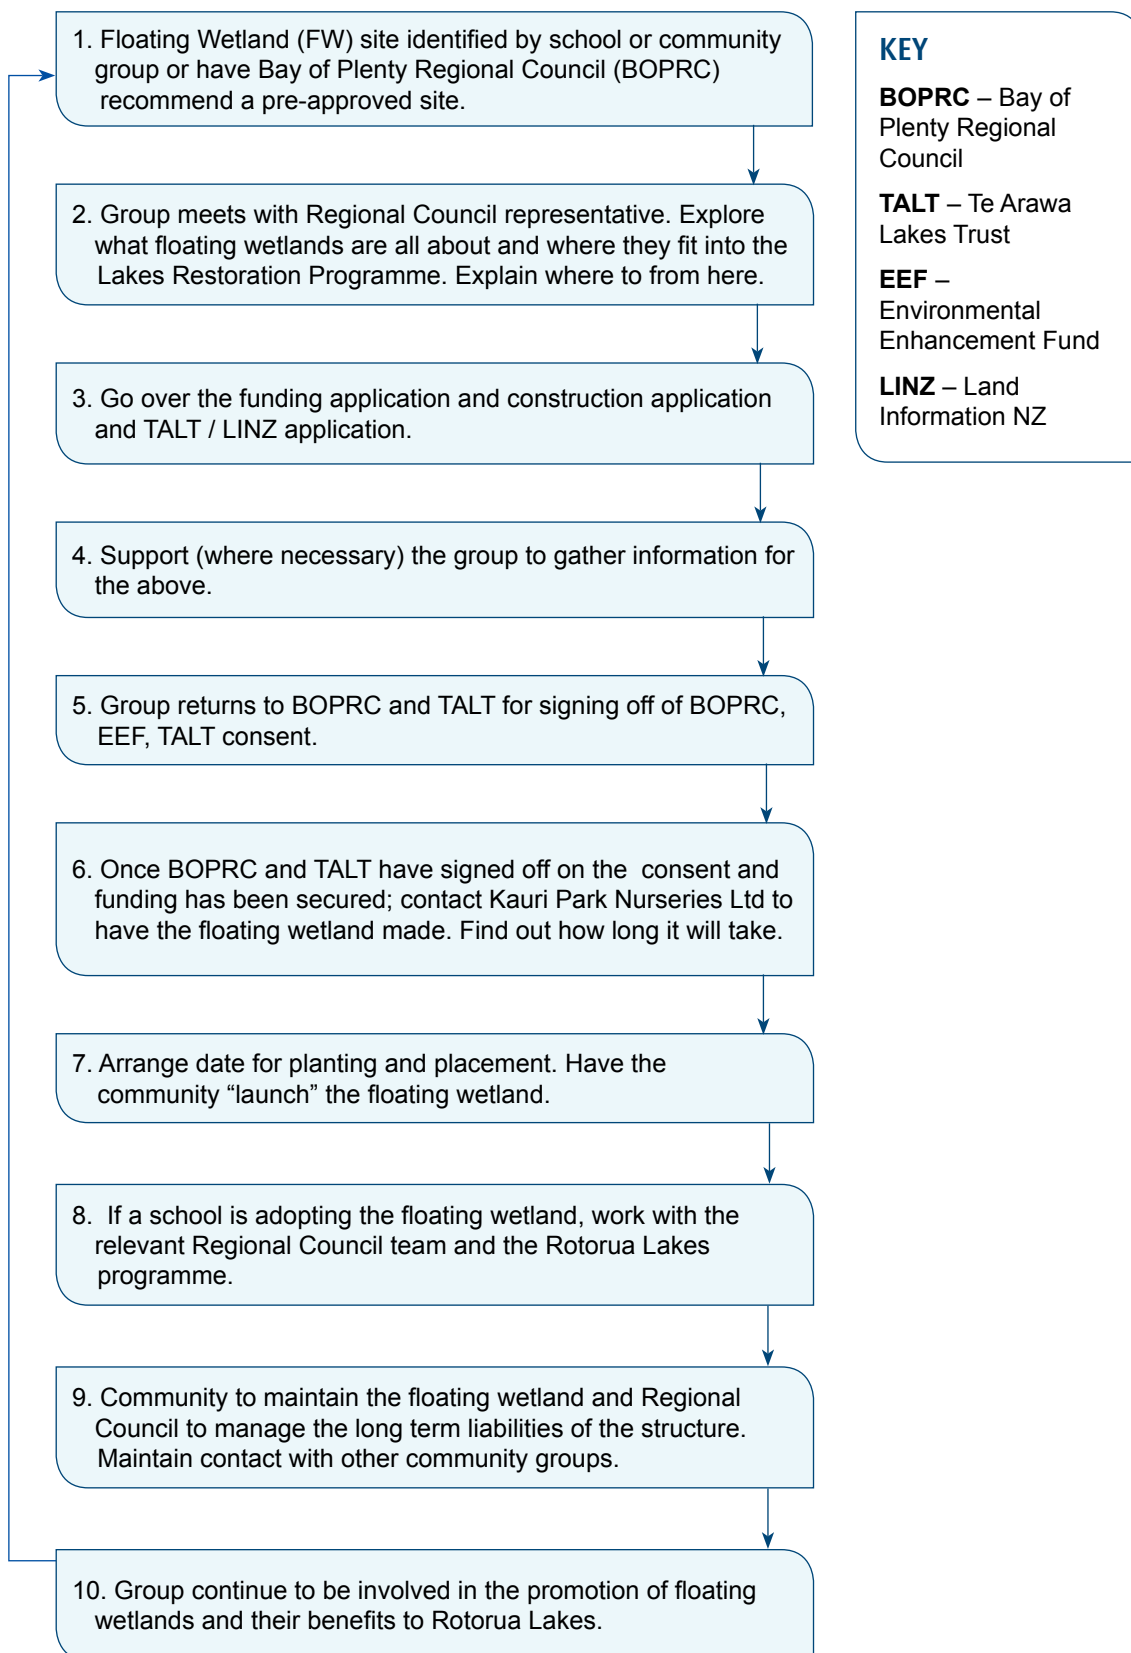 1. Floating Wetland (FW) site identified by school or community
group or have Bay of Plenty Regional Council (BOPRC)
recommend a pre-approved site.
2. Group meets with Regional Council representative. Explore
what floating wetlands are all about and where they fit into the
Lakes Restoration Programme. Explain where to from here.
3. Go over the funding application and construction application
and TALT / LINZ application.
4. Support (where necessary) the group to gather information for
the above.
5. Group returns to BOPRC and TALT for signing off of BOPRC,
EEF, TALT consent.
6. Once BOPRC and TALT have signed off on the consent and
funding has been secured; contact Kauri Park Nurseries Ltd to
have the floating wetland made. Find out how long it will take.
7. Arrange date for planting and placement. Have the
community “launch” the floating wetland.
8. If a school is adopting the floating wetland, work with the
relevant Regional Council team and the Rotorua Lakes
programme.
9. Community to maintain the floating wetland and Regional
Council to manage the long term liabilities of the structure.
Maintain contact with other community groups.
10. Group continue to be involved in the promotion of floating
wetlands and their benefits to Rotorua Lakes.
KEY
BOPRC – Bay of
Plenty Regional
Council
TALT – Te Arawa
Lakes Trust
EEF –
Environmental
Enhancement Fund
LINZ – Land
Information NZ